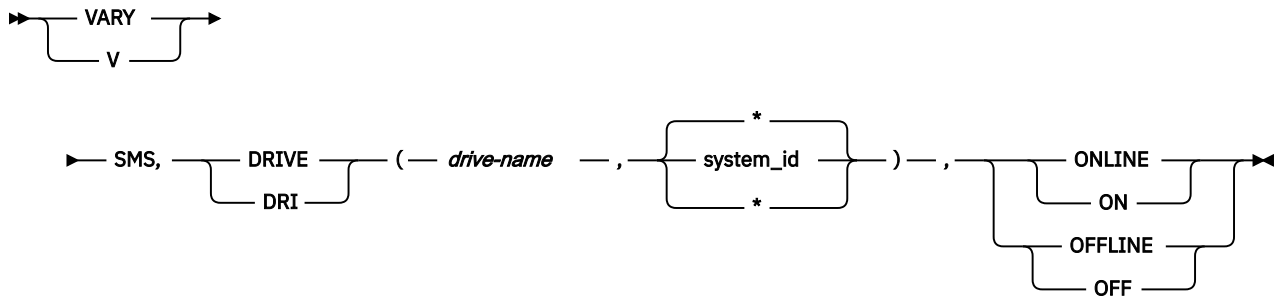 VARY
V
*
SMS, DRIVE ( drive-name , system_id ) , ONLINE
DRI * ON
OFFLINE
OFF